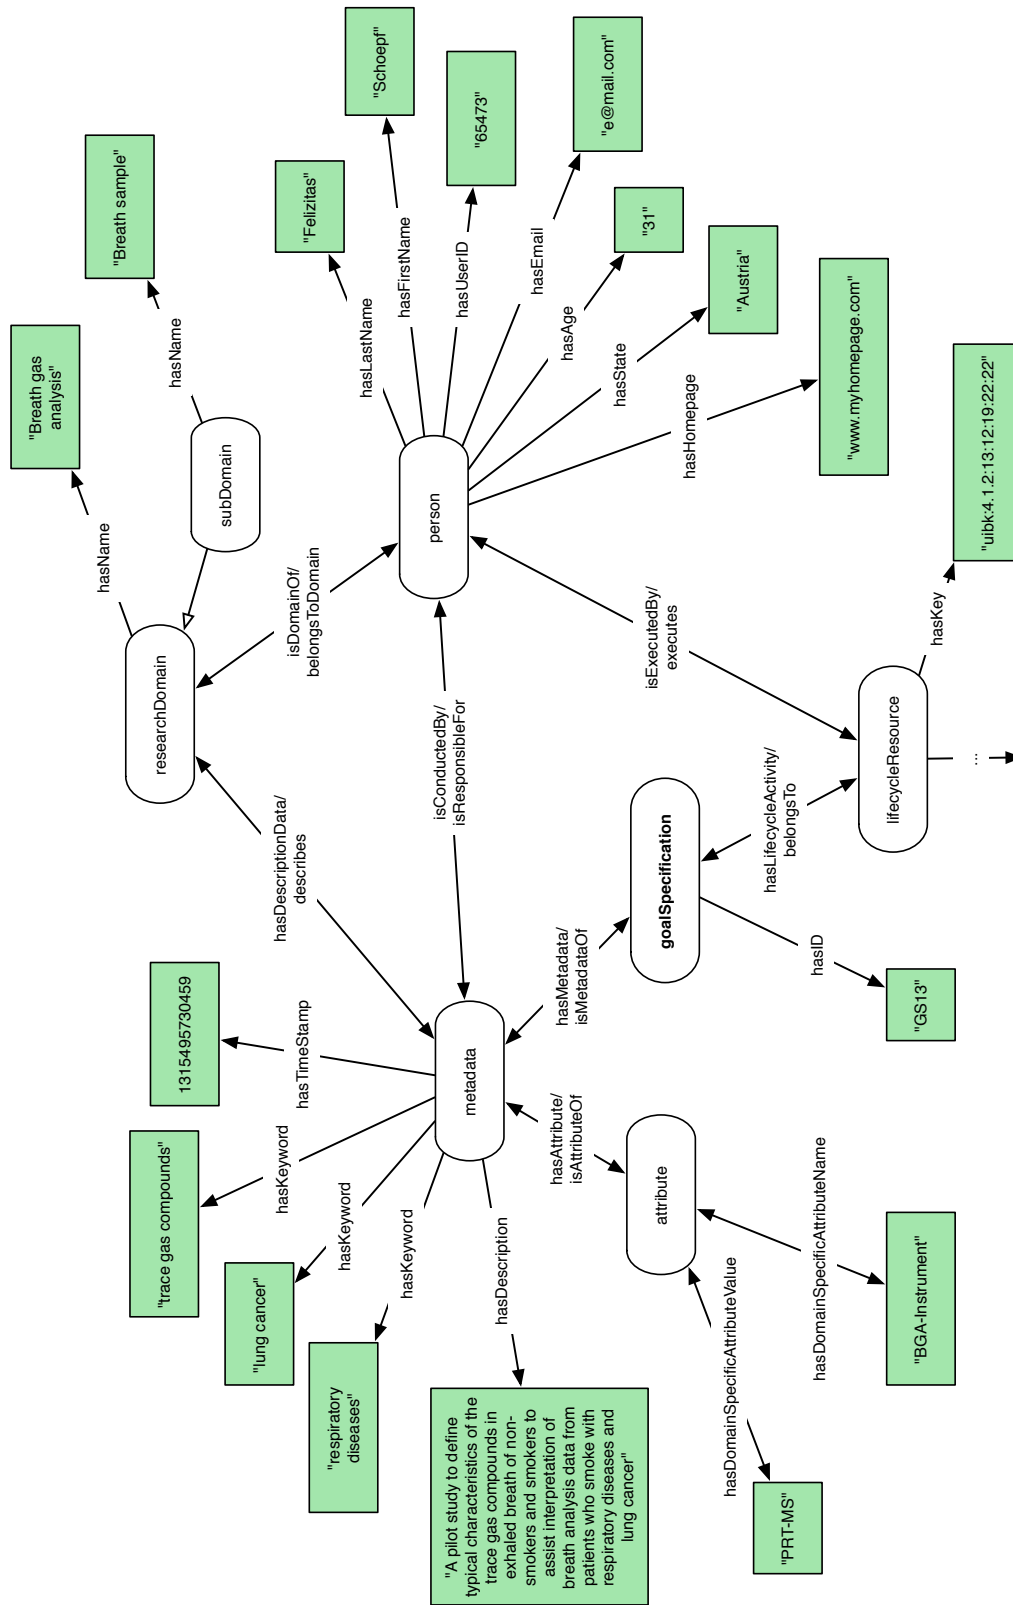 "Breath gas
analysis"
"Breath sample"
hasName
hasName
researchDomain
subDomain
"trace gas compounds"
1315495730459
"lung cancer"
"respiratory
diseases"
hasKeyword
hasTimeStamp
hasKeyword
hasKeyword
hasDescriptionData/
describes
isDomainOf/
belongsToDomain
"Felizitas"
"Schoepf"
"65473"
"e@mail.com"
"31"
"Austria"
"www.myhomepage.com"
hasLastName
hasFirstName
hasUserID
hasEmail
hasAge
hasState
hasHomepage
person
isConductedBy/
isResponsibleFor
metadata
hasDescription
"A pilot study to define
typical characteristics of the
trace gas compounds in
exhaled breath of non-
smokers and smokers to
assist interpretation of
breath analysis data from
patients who smoke with
respiratory diseases and
lung cancer"
hasAttribute/
isAttributeOf
hasMetadata/
isMetadataOf
isExecutedBy/
executes
attribute
goalSpecification
hasDomainSpecificAttributeValue
hasDomainSpecificAttributeName
hasID
hasLifecycleActivity/
belongsTo
"PRT-MS"
"BGA-Instrument"
"GS13"
lifecycleResource
hasKey
"uibk:4.1.2:13:12:19:22:22"
...